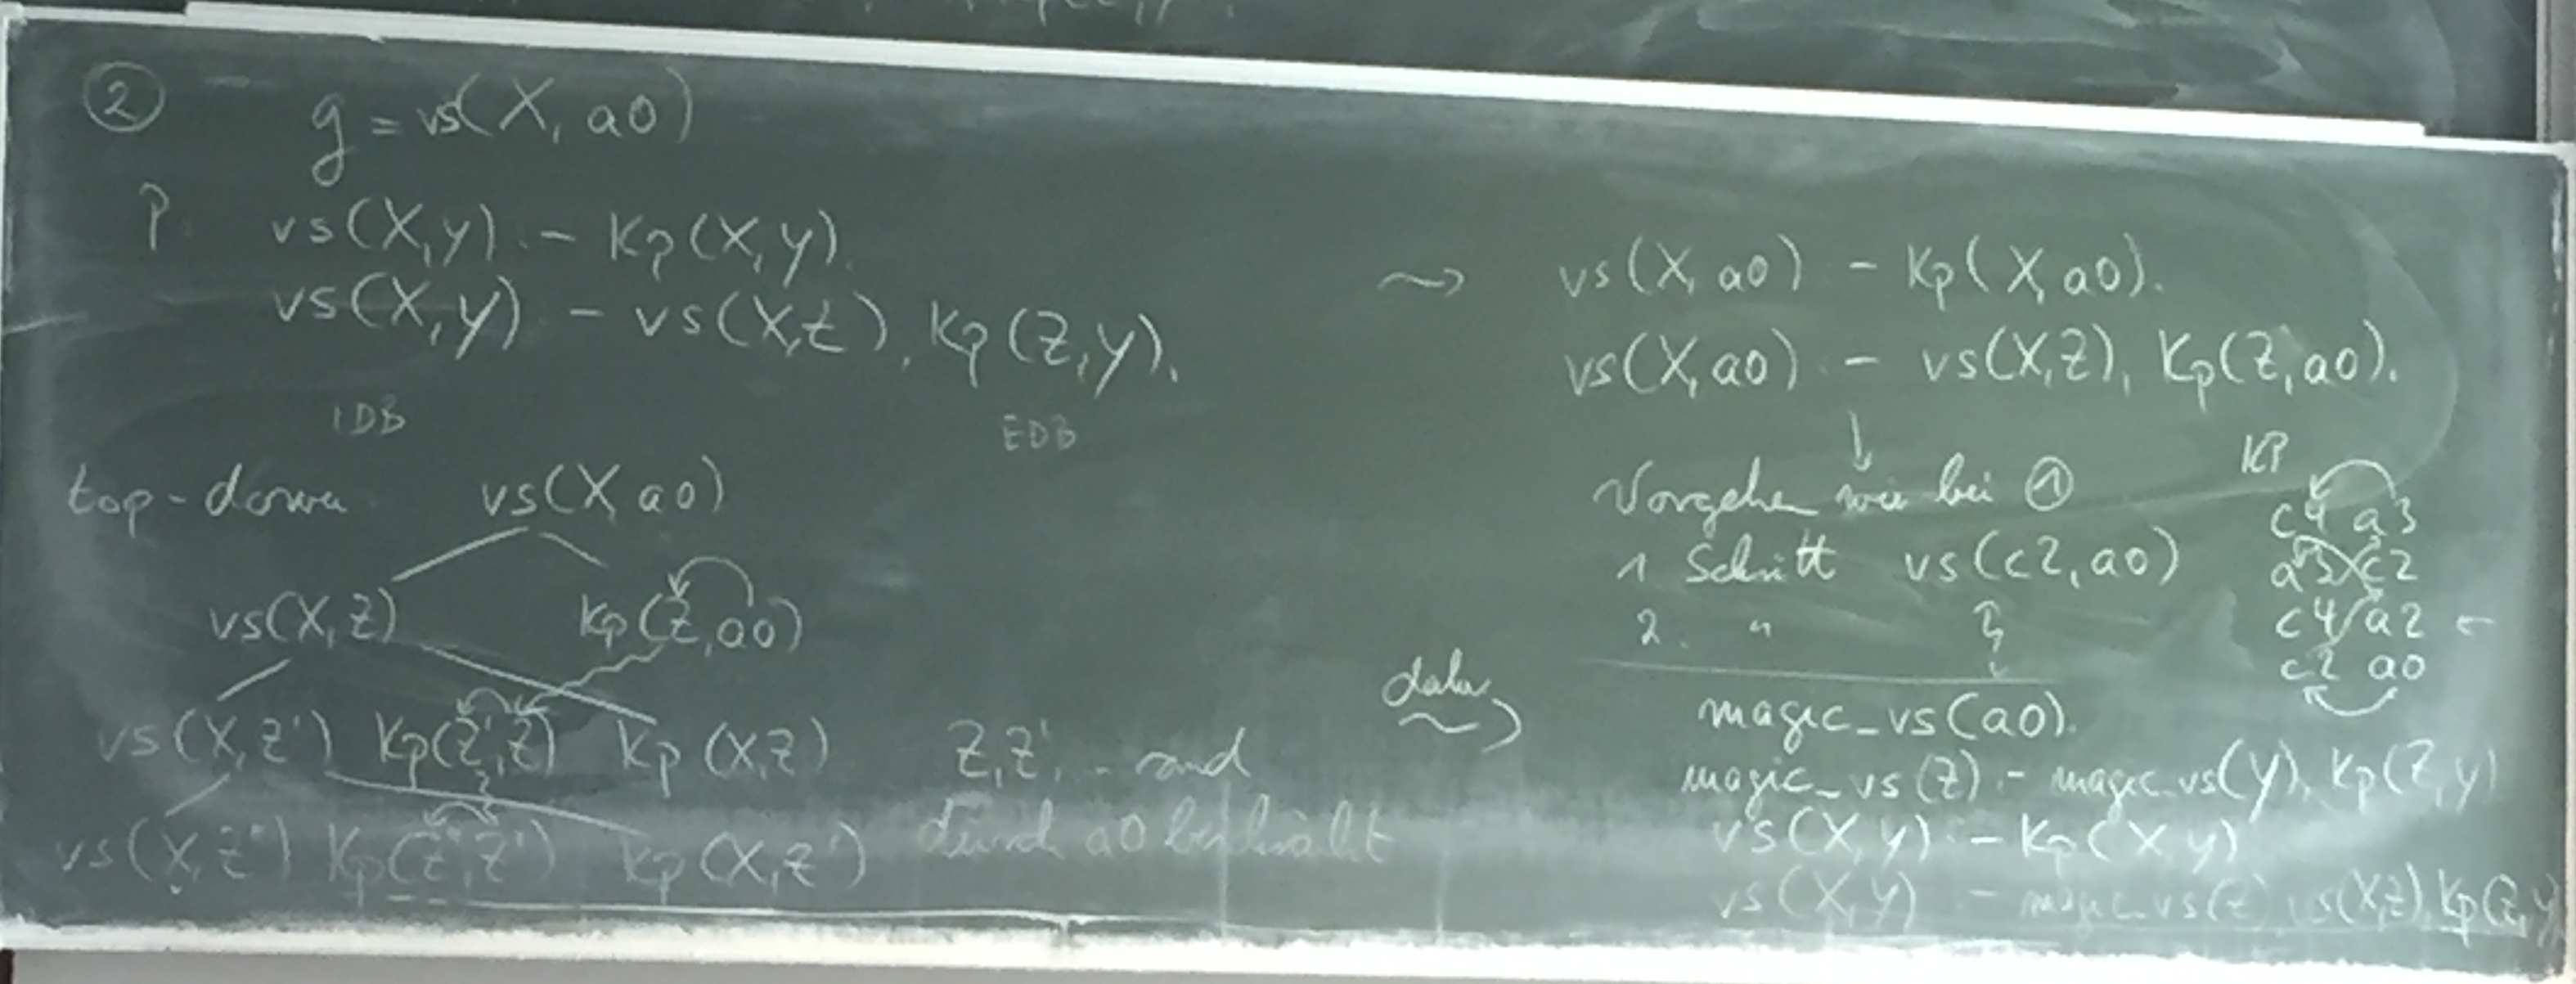 ② g = vs(X, a0)
P. vs(X,y) :- Kp(X,y).
vs(X,y) :- vs(X,Z), Kp(Z,y).
IDB EDB
top-down vs(X, a0)
vs(X,Z) Kp(Z,a0)
vs(X,Z') Kp(Z',Z) Kp(X,Z) Z,Z',.. sind
vs(X,Z'') Kp(Z'',Z') Kp(X,Z') durch a0 beschränkt
~> vs(X,a0) :- Kp(X,a0).
vs(X,a0) :- vs(X,Z), Kp(Z,a0).
↓
Vorgehen wie bei ①
1 Schritt vs(c2,a0)
2. "
KP
c4 a3
a3 c2
c4 a2 ←
c2 a0
daher ~>
magic_vs(a0).
magic_vs(Z) :- magic_vs(y), Kp(Z,y)
vs(X,y) :- Kp(X,y)
vs(X,y) :- magic_vs(Z), vs(X,Z), Kp(Z,y)